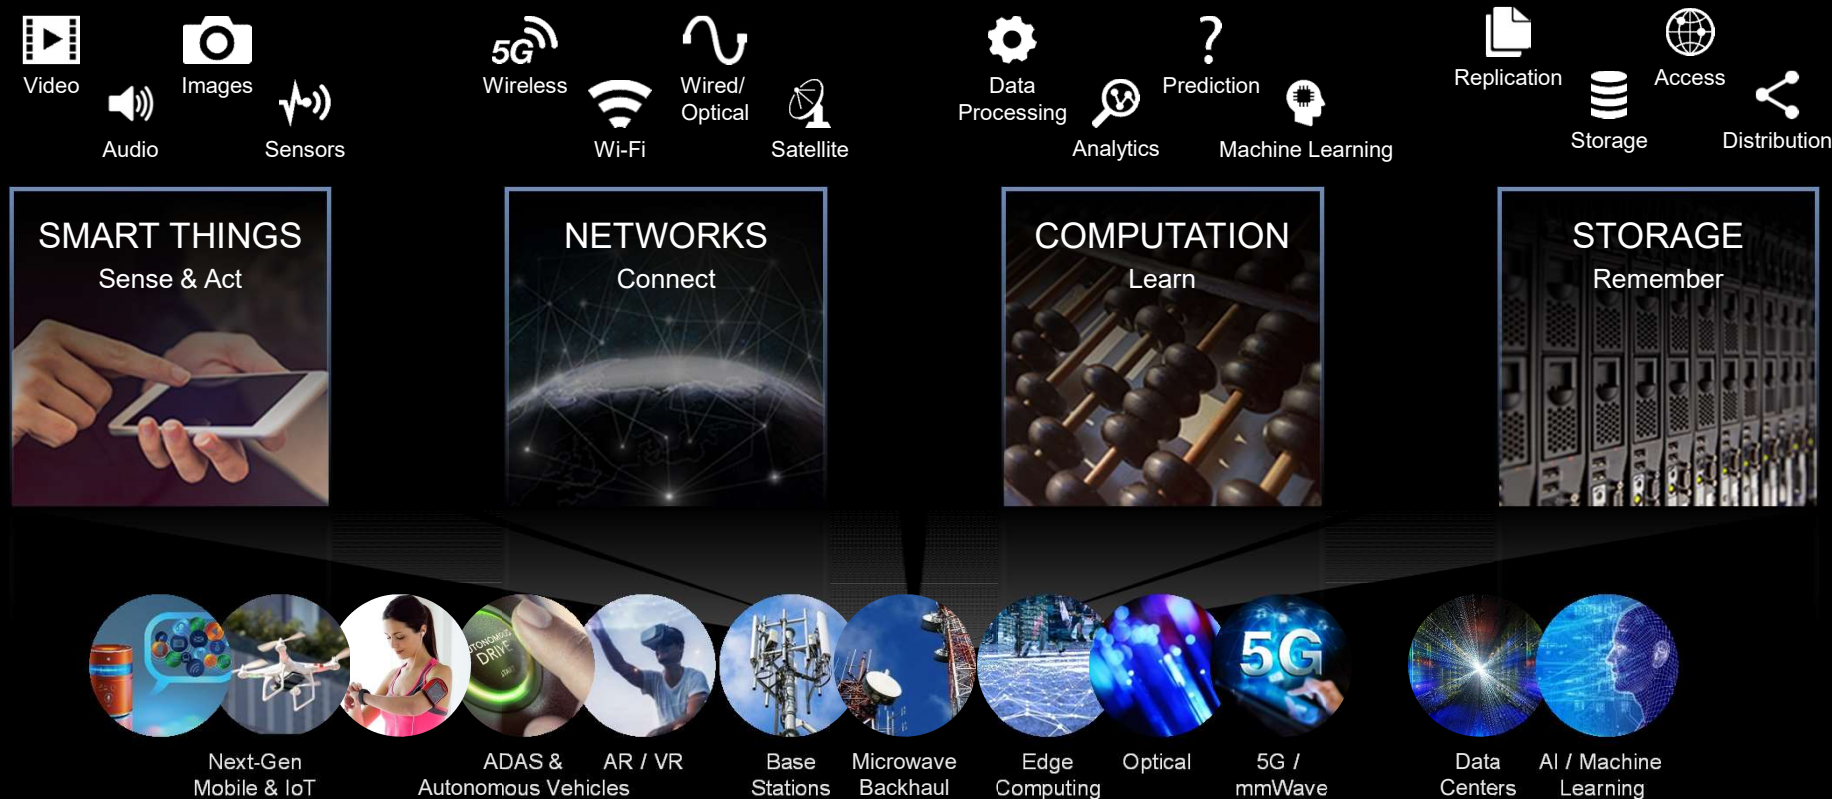 Video
Audio
Images
Sensors
5G
Wireless
Wi-Fi
Wired/
Optical
Satellite
Data
Processing
Analytics
Prediction
Machine Learning
Replication
Storage
Access
Distribution
SMART THINGS
Sense & Act
NETWORKS
Connect
COMPUTATION
Learn
STORAGE
Remember
DRIVE
START
5G
Next-Gen
Mobile & IoT
ADAS &
Autonomous Vehicles
AR / VR
Base
Stations
Microwave
Backhaul
Edge
Computing
Optical
5G /
mmWave
Data
Centers
AI / Machine
Learning